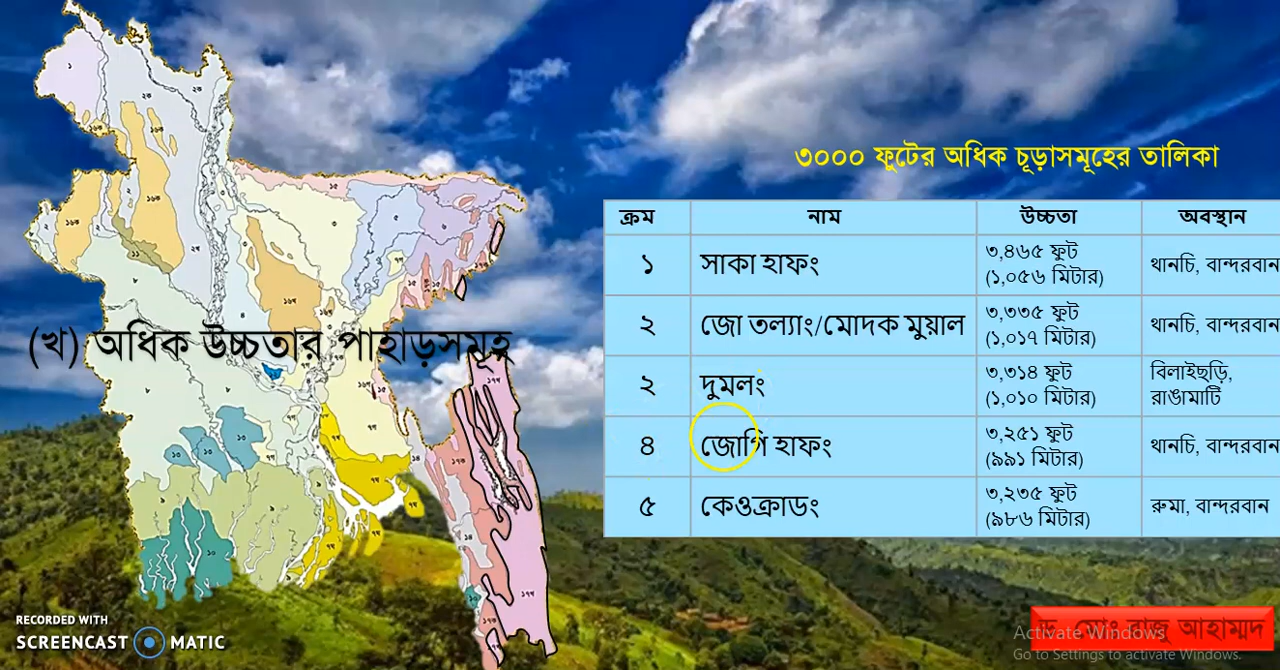 ৩০০০ ফুটের অধিক চূড়াসমূহের তালিকা
ক্রম নাম উচ্চতা অবস্থান
১ সাকা হাফং ৩,৪৬৫ ফুট (১,০৫৬ মিটার) থানচি, বান্দরবান
২ জো তল্যাং/মোদক মুয়াল ৩,৩৩৫ ফুট (১,০১৭ মিটার) থানচি, বান্দরবান
২ দুমলং ৩,৩১৪ ফুট (১,০১০ মিটার) বিলাইছড়ি, রাঙামাটি
৪ জোগি হাফং ৩,২৫১ ফুট (৯৯১ মিটার) থানচি, বান্দরবান
৫ কেওক্রাডং ৩,২৩৫ ফুট (৯৮৬ মিটার) রুমা, বান্দরবান
(খ) অধিক উচ্চতার পাহাড়সমূহ
RECORDED WITH
SCREENCAST MATIC
ড. মোঃ রাজু আহাম্মদ
Activate Windows
Go to Settings to activate Windows.